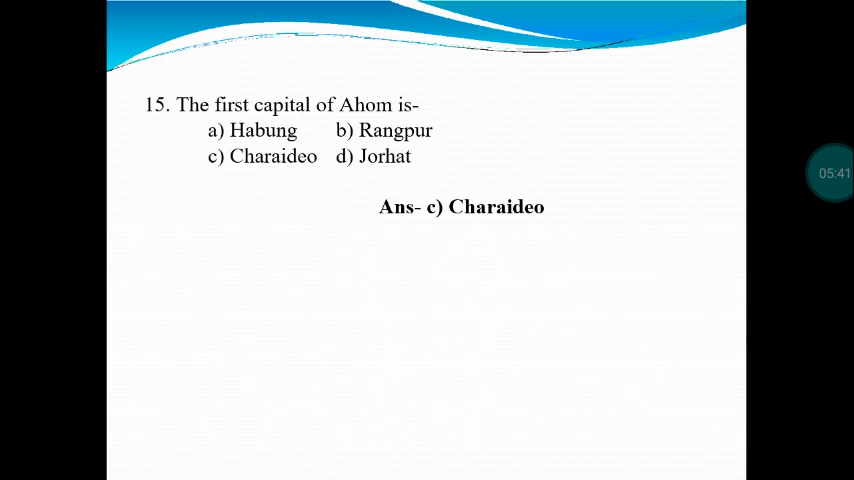 15. The first capital of Ahom is-
a) Habung b) Rangpur
c) Charaideo d) Jorhat
Ans- c) Charaideo
05:41